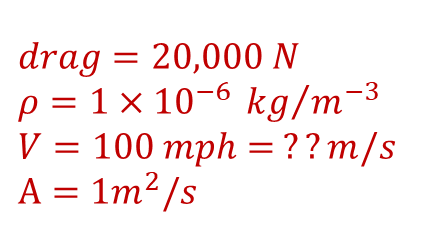 drag = 20,000 N
ρ = 1 × 10⁻⁶ kg/m⁻³
V = 100 mph = ?? m/s
A = 1m²/s